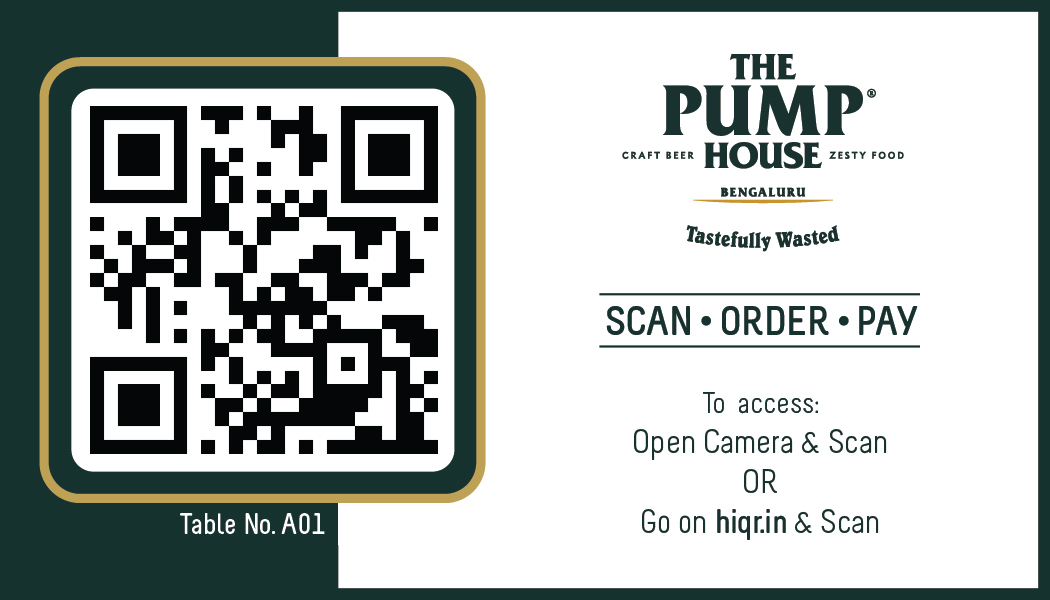 THE
PUMP®
CRAFT BEER HOUSE ZESTY FOOD
BENGALURU
Tastefully Wasted
SCAN • ORDER • PAY
To access:
Open Camera & Scan
OR
Go on hiqr.in & Scan
Table No. A01